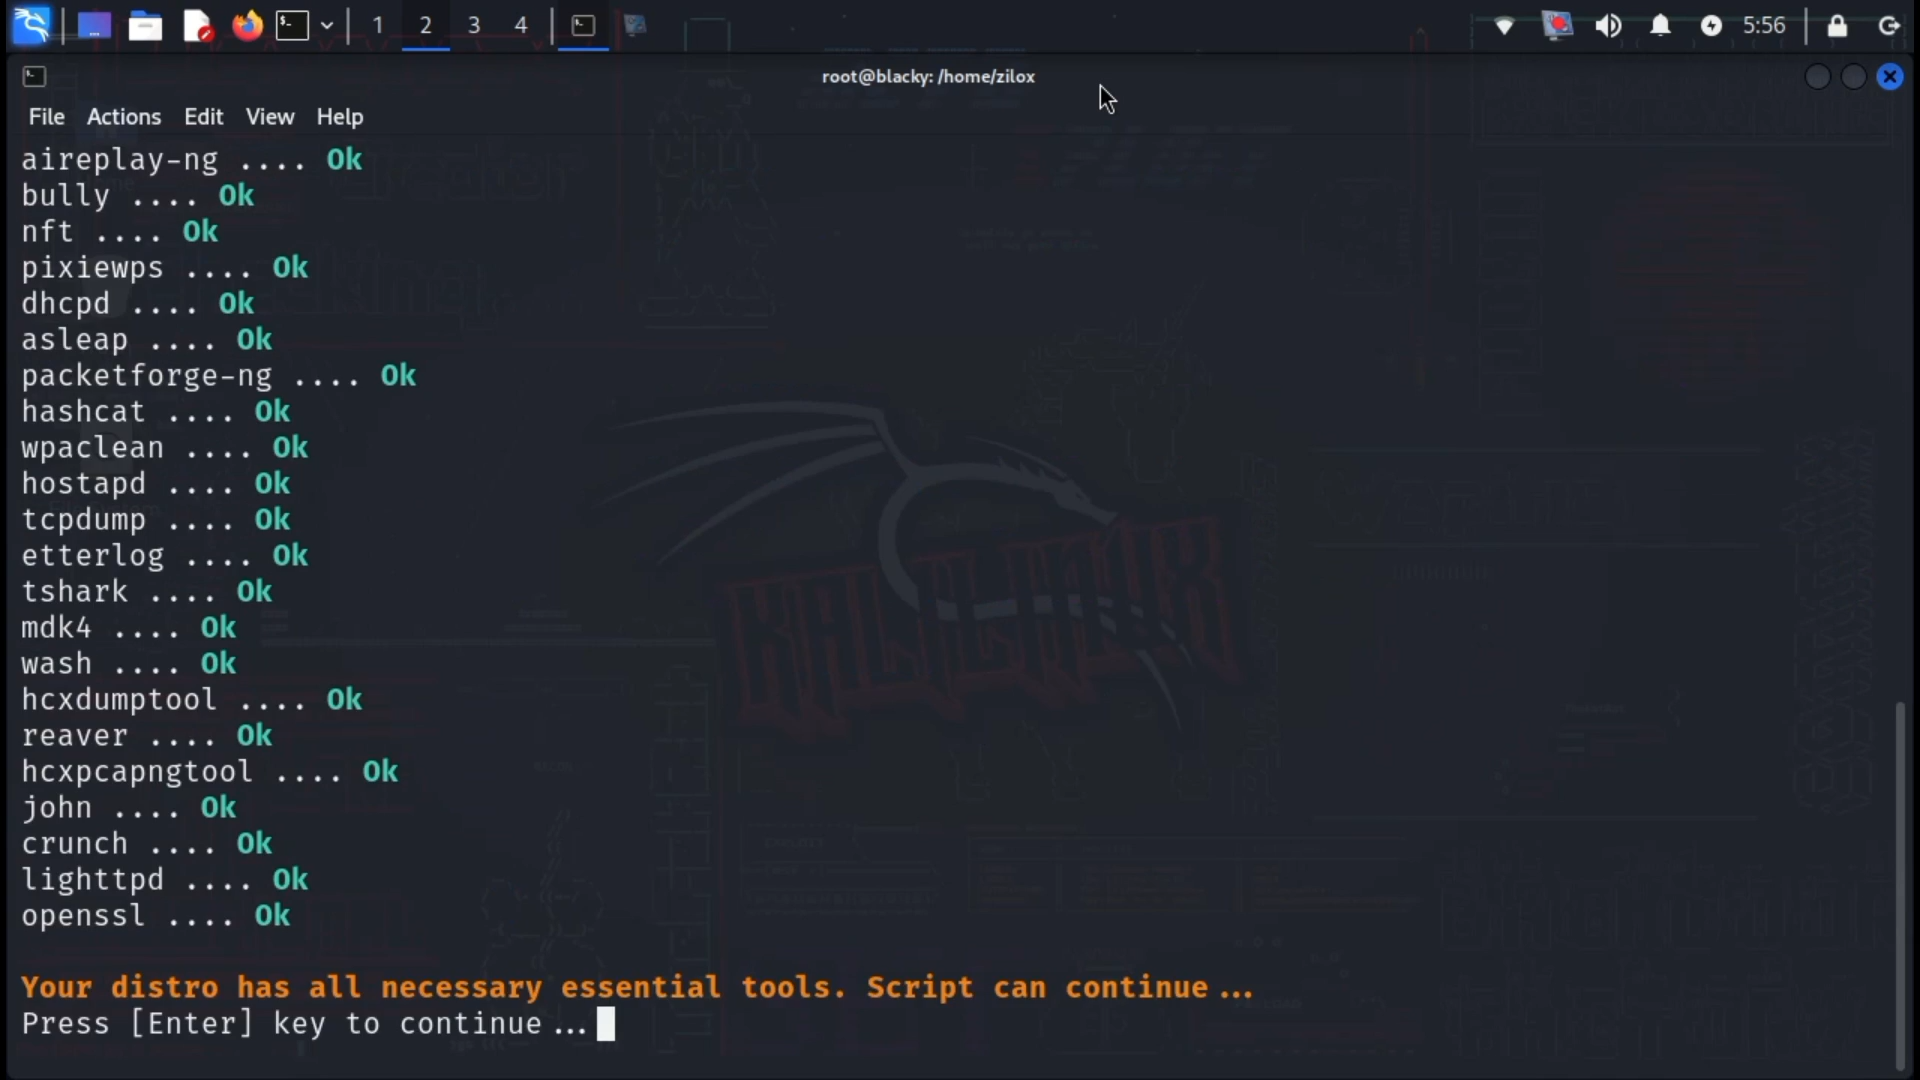 1 2 3 4 5:56
root@blacky: /home/zilox
File Actions Edit View Help
aireplay-ng .... Ok
bully .... Ok
nft .... Ok
pixiewps .... Ok
dhcpd .... Ok
asleap .... Ok
packetforge-ng .... Ok
hashcat .... Ok
wpaclean .... Ok
hostapd .... Ok
tcpdump .... Ok
etterlog .... Ok
tshark .... Ok
mdk4 .... Ok
wash .... Ok
hcxdumptool .... Ok
reaver .... Ok
hcxpcapngtool .... Ok
john .... Ok
crunch .... Ok
lighttpd .... Ok
openssl .... Ok
Your distro has all necessary essential tools. Script can continue...
Press [Enter] key to continue...
KALI LINUX